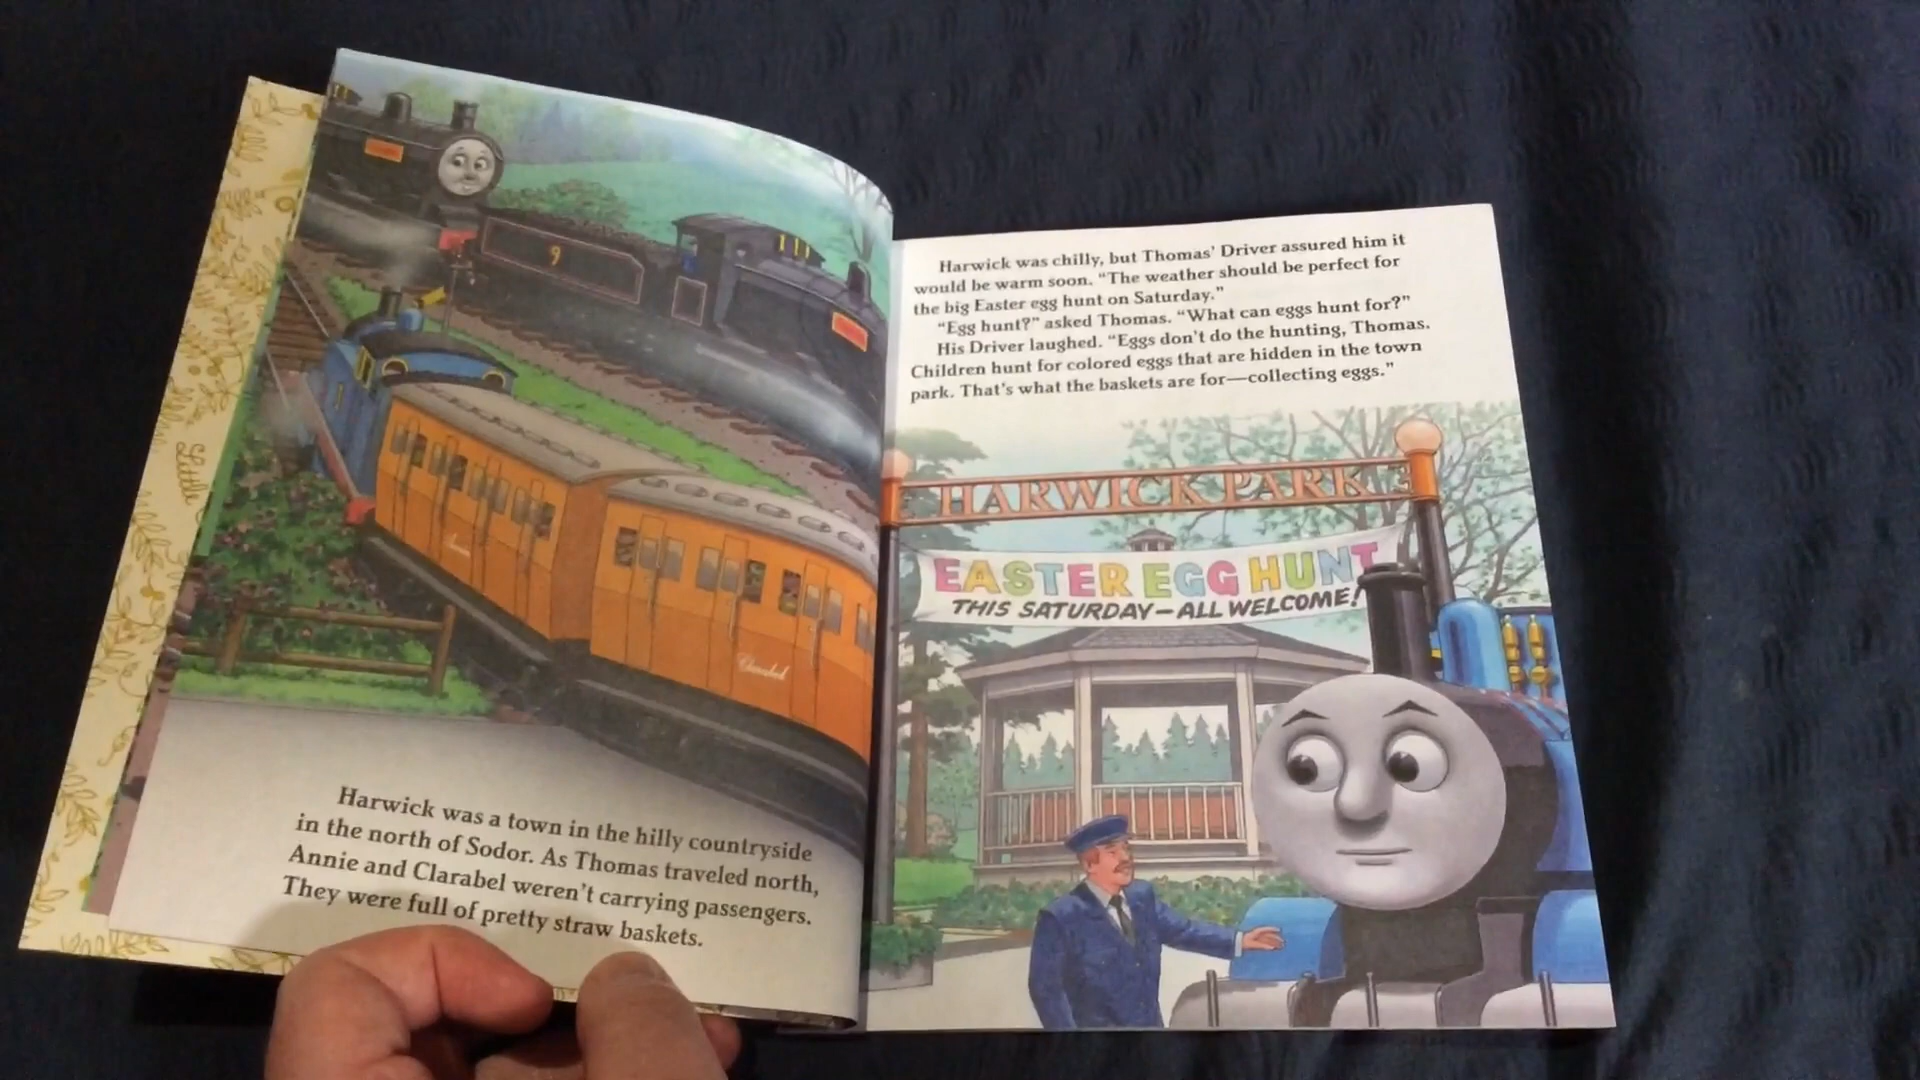 Little
9
1
Annie
Clarabel
Harwick was a town in the hilly countryside
in the north of Sodor. As Thomas traveled north,
Annie and Clarabel weren't carrying passengers.
They were full of pretty straw baskets.
Harwick was chilly, but Thomas' Driver assured him it
would be warm soon. “The weather should be perfect for
the big Easter egg hunt on Saturday.”
“Egg hunt?” asked Thomas. “What can eggs hunt for?”
His Driver laughed. “Eggs don't do the hunting, Thomas.
Children hunt for colored eggs that are hidden in the town
park. That's what the baskets are for—collecting eggs.”
HARWICK PARK
EASTER EGG HUNT
THIS SATURDAY—ALL WELCOME!